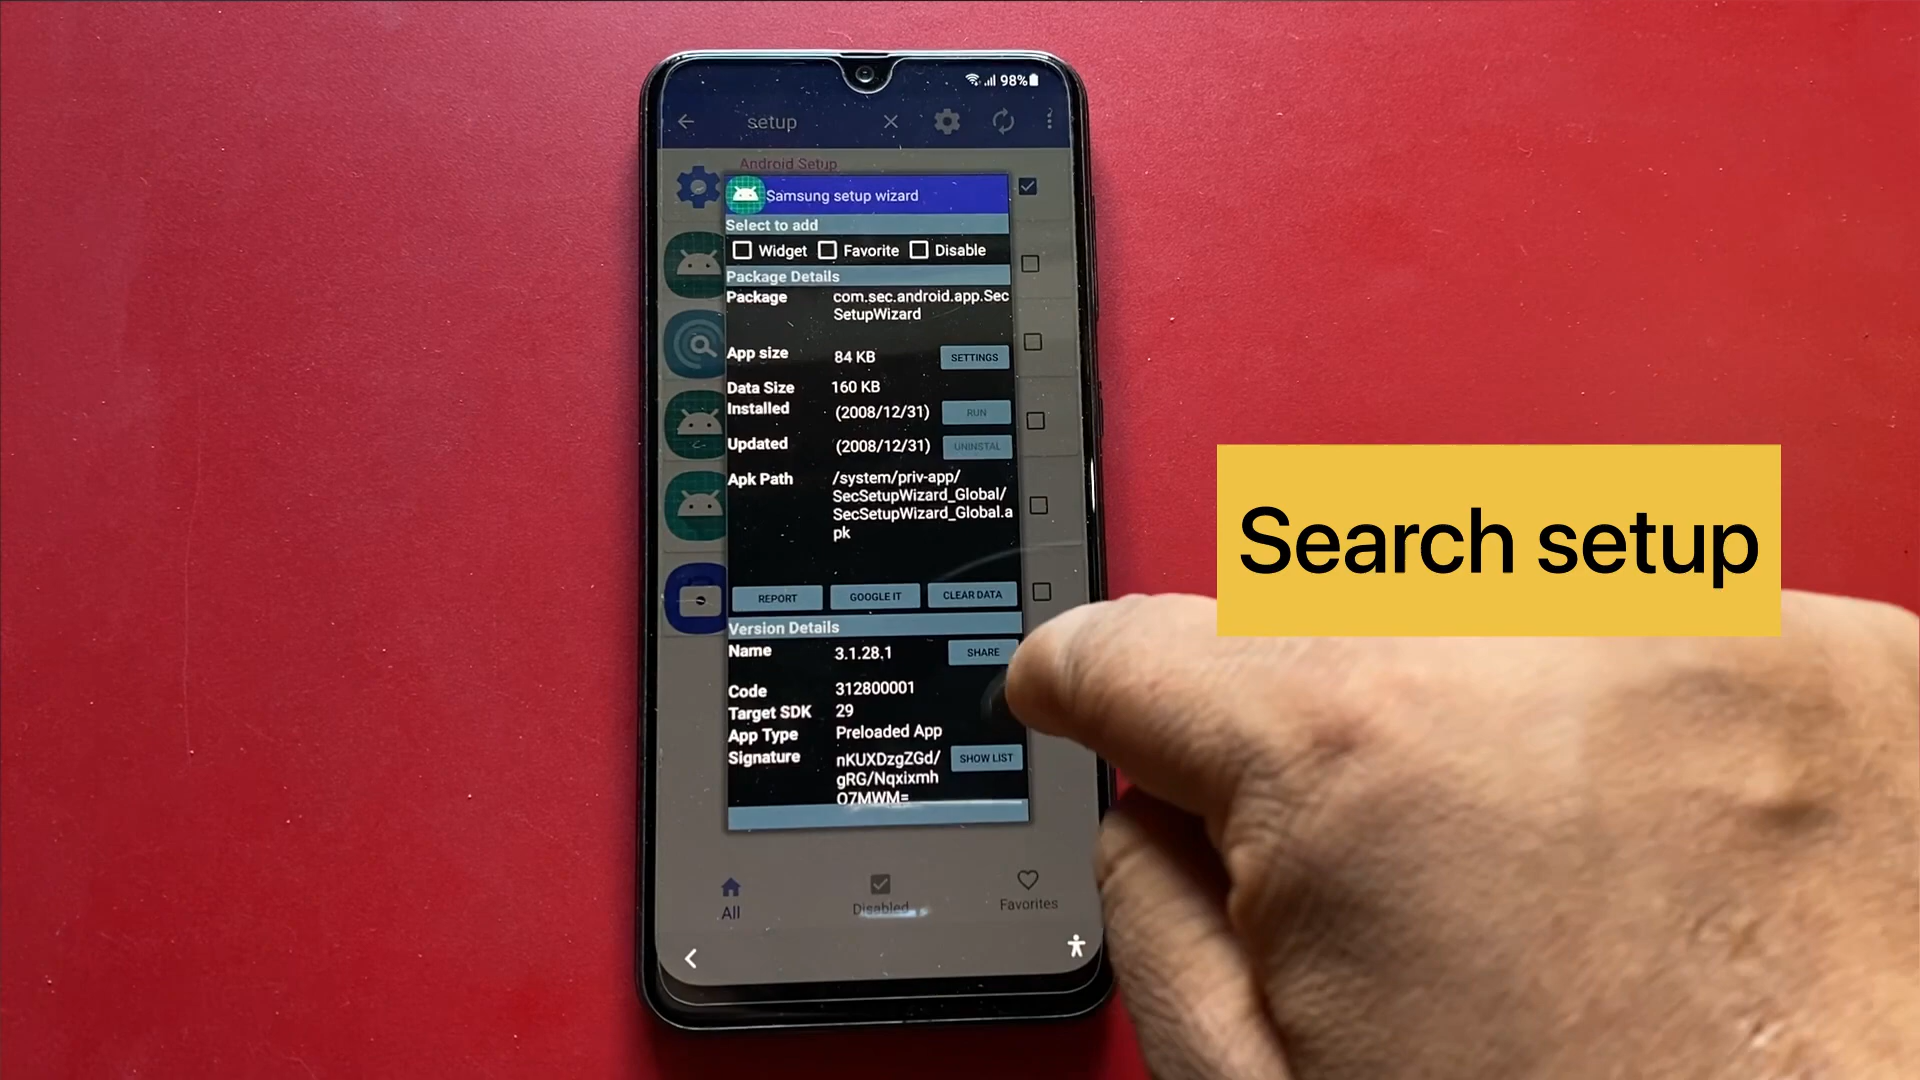 98%
setup
Android Setup
Samsung setup wizard
Select to add
Widget Favorite Disable
Package Details
Package com.sec.android.app.Sec
SetupWizard
App size 84 KB SETTINGS
Data Size 160 KB
Installed (2008/12/31) RUN
Updated (2008/12/31) UNINSTAL
Apk Path /system/priv-app/
SecSetupWizard_Global/
SecSetupWizard_Global.a
pk
REPORT GOOGLE IT CLEAR DATA
Version Details
Name 3.1.28.1 SHARE
Code 312800001
Target SDK 29
App Type Preloaded App
Signature nKUXDzgZGd/ SHOW LIST
gRG/Nqxixmh
O7MWM=
All Disabled Favorites
Search setup